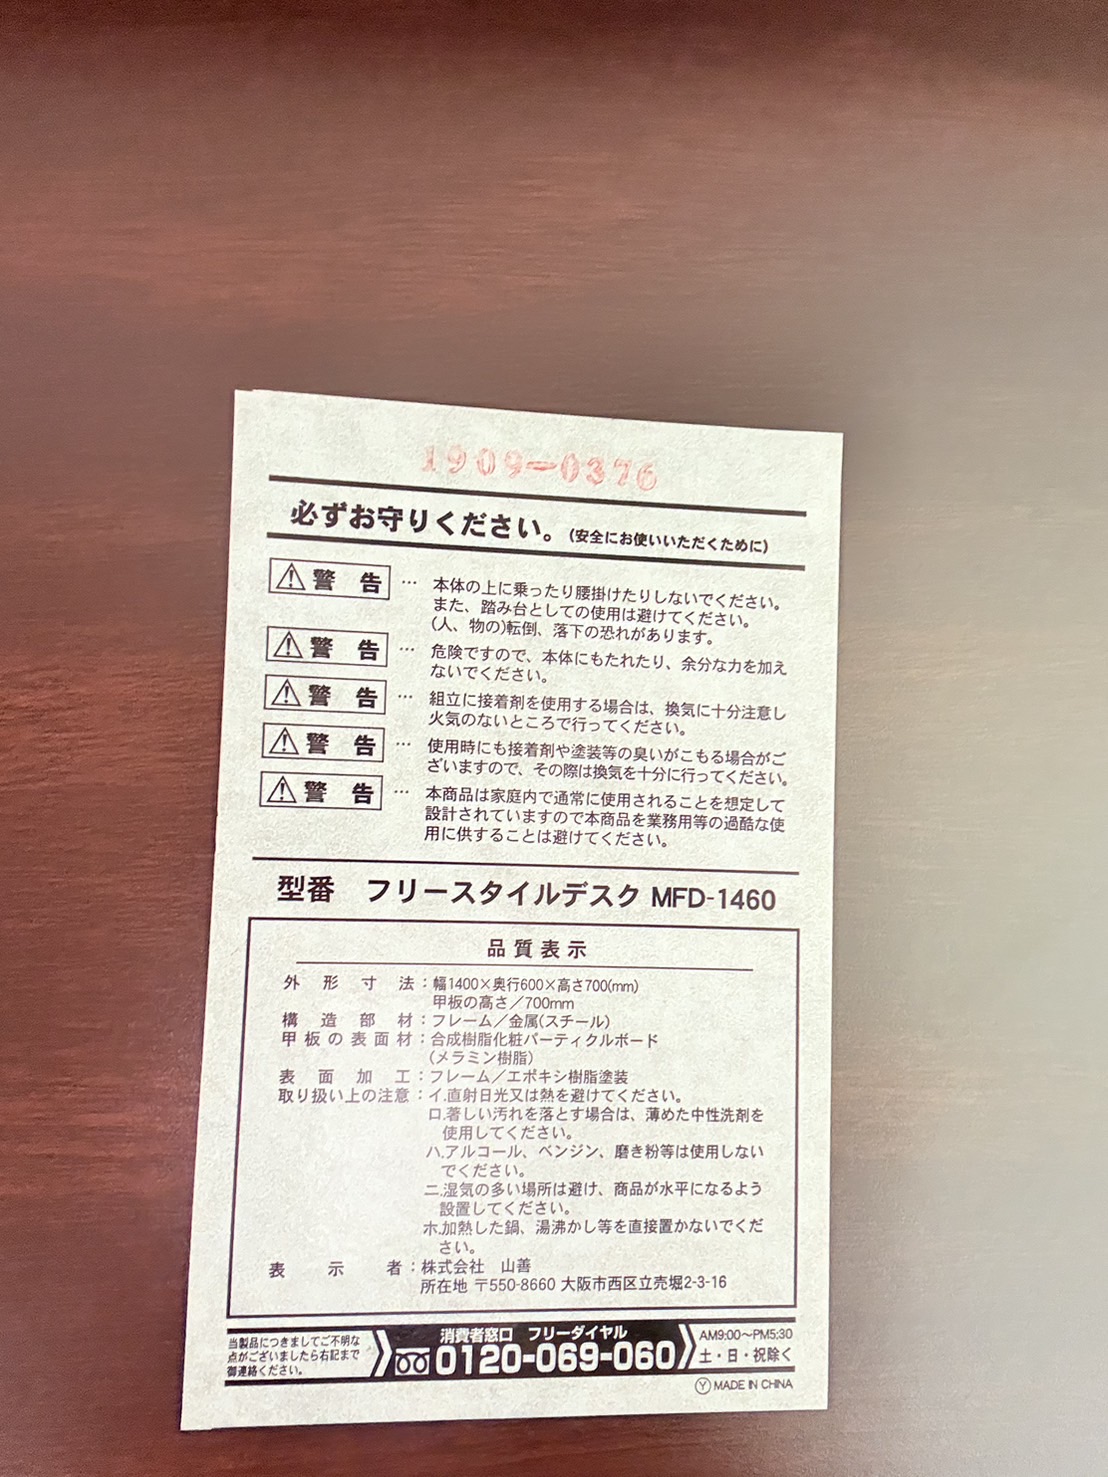 1909-0376
必ずお守りください。(安全にお使いいただくために)
⚠警 告 … 本体の上に乗ったり腰掛けたりしないでください。
また、踏み台としての使用は避けてください。
(人、物の)転倒、落下の恐れがあります。
⚠警 告 … 危険ですので、本体にもたれたり、余分な力を加え
ないでください。
⚠警 告 … 組立に接着剤を使用する場合は、換気に十分注意し
火気のないところで行ってください。
⚠警 告 … 使用時にも接着剤や塗装等の臭いがこもる場合がご
ざいますので、その際は換気を十分に行ってください。
⚠警 告 … 本商品は家庭内で通常に使用されることを想定して
設計されていますので本商品を業務用等の過酷な使
用に供することは避けてください。
型番 フリースタイルデスク MFD-1460
品質表示
外形寸法:幅1400×奥行600×高さ700(mm)
甲板の高さ/700mm
構造部材:フレーム/金属(スチール)
甲板の表面材:合成樹脂化粧パーティクルボード
(メラミン樹脂)
表面加工:フレーム/エポキシ樹脂塗装
取り扱い上の注意:イ.直射日光又は熱を避けてください。
ロ.著しい汚れを落とす場合は、薄めた中性洗剤を
使用してください。
ハ.アルコール、ベンジン、磨き粉等は使用しない
でください。
ニ.湿気の多い場所は避け、商品が水平になるよう
設置してください。
ホ.加熱した鍋、湯沸かし等を直接置かないでくだ
さい。
表示者:株式会社 山善
所在地 〒550-8660 大阪市西区立売堀2-3-16
当製品につきましてご不明な
点がございましたら右記まで
御連絡ください。
消費者窓口 フリーダイヤル
0120-069-060
AM9:00〜PM5:30
土・日・祝除く
Ⓨ MADE IN CHINA